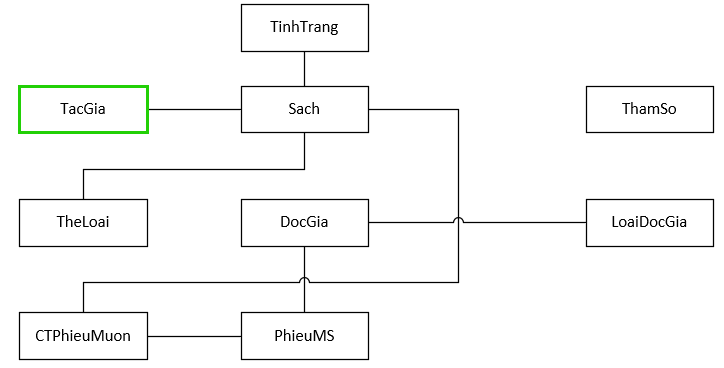 TinhTrang
TacGia
Sach
ThamSo
TheLoai
DocGia
LoaiDocGia
CTPhieuMuon
PhieuMS